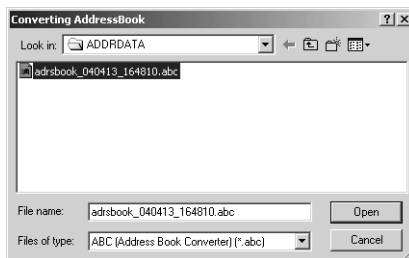 Converting AddressBook
Look in: ADDRDATA
adrsbook_040413_164810.abc
File name: adrsbook_040413_164810.abc Open
Files of type: ABC (Address Book Converter) (*.abc) Cancel